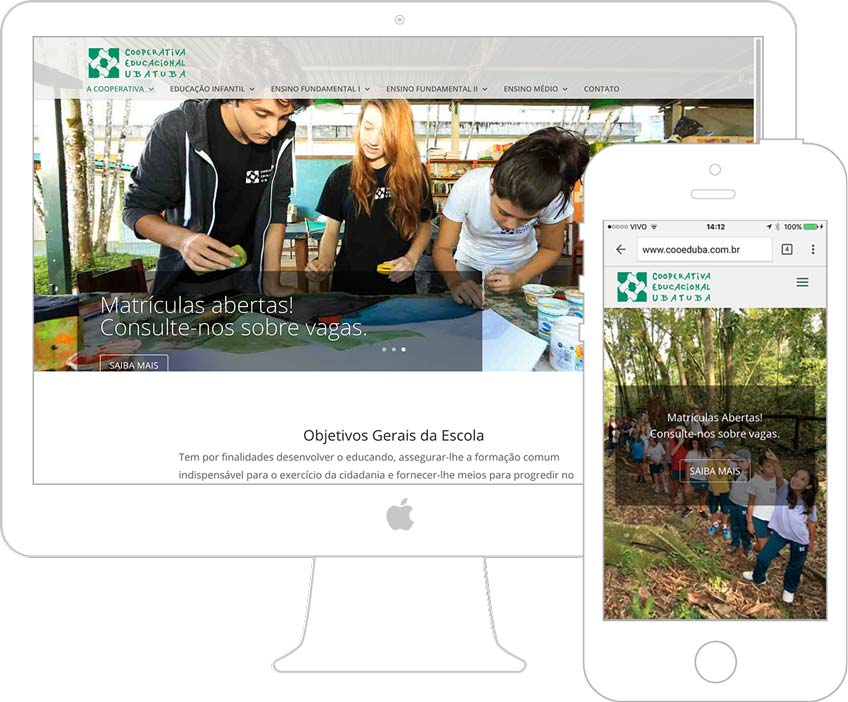 COOPERATIVA
EDUCACIONAL
UBATUBA
A COOPERATIVA EDUCAÇÃO INFANTIL ENSINO FUNDAMENTAL I ENSINO FUNDAMENTAL II ENSINO MÉDIO CONTATO
Matrículas abertas!
Consulte-nos sobre vagas.
SAIBA MAIS
Objetivos Gerais da Escola
Tem por finalidades desenvolver o educando, assegurar-lhe a formação comum
indispensável para o exercício da cidadania e fornecer-lhe meios para progredir no
VIVO 14:12 100%
www.cooeduba.com.br 4
COOPERATIVA
EDUCACIONAL
UBATUBA
Matrículas Abertas!
Consulte-nos sobre vagas.
SAIBA MAIS